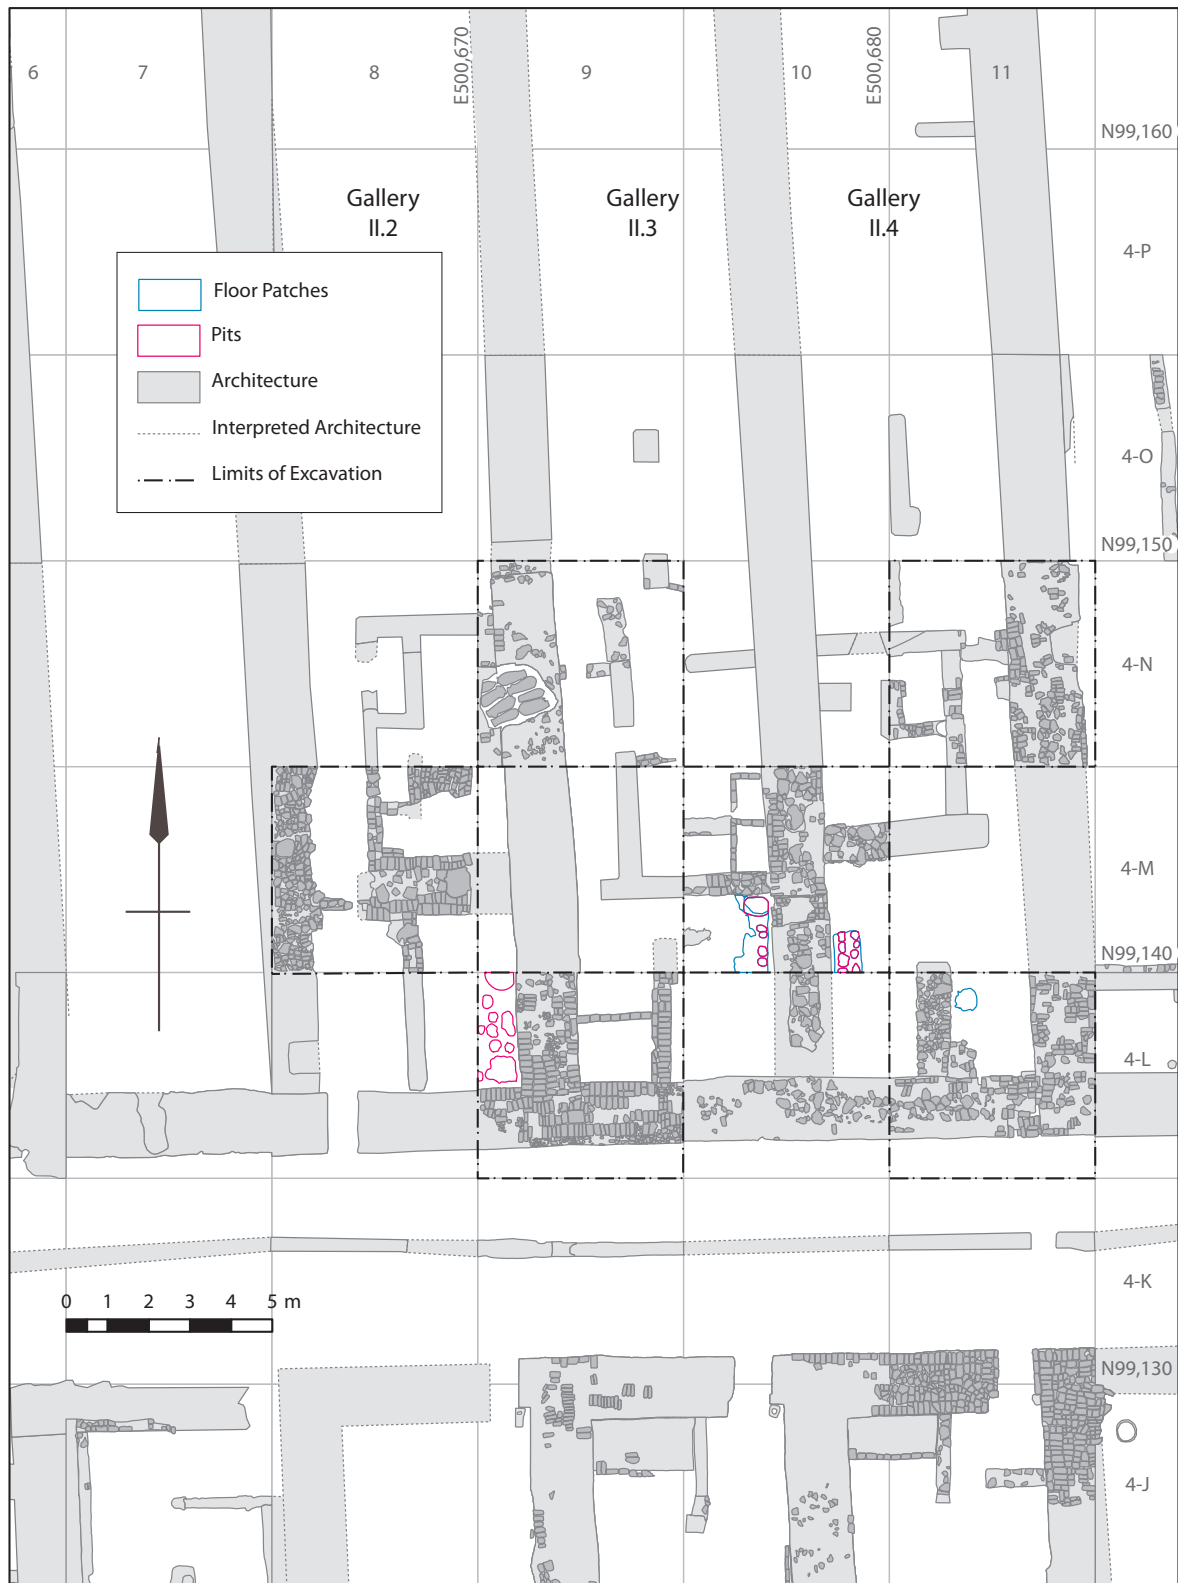 6
7
8
E500,670
9
10
E500,680
11
N99,160
Gallery
II.2
Gallery
II.3
Gallery
II.4
4-P
Floor Patches
Pits
Architecture
Interpreted Architecture
Limits of Excavation
4-O
N99,150
4-N
4-M
N99,140
4-L
4-K
0 1 2 3 4 5 m
N99,130
4-J